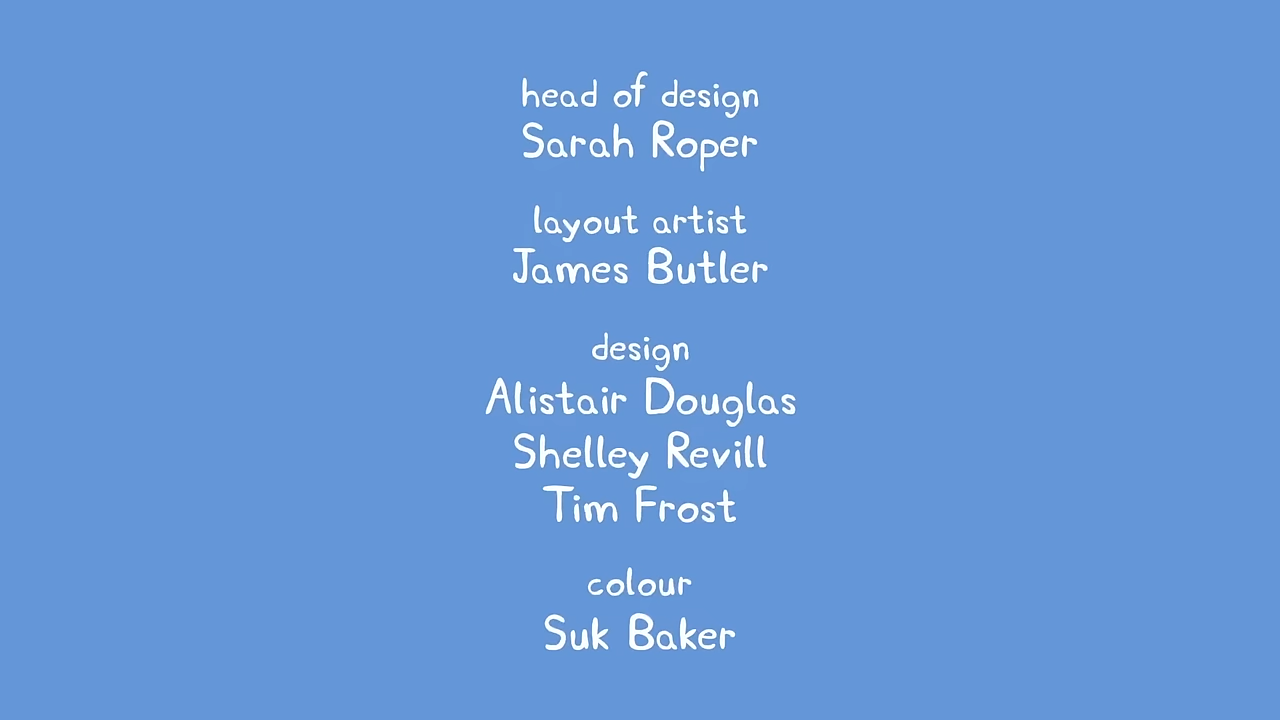 head of design
Sarah Roper
layout artist
James Butler
design
Alistair Douglas
Shelley Revill
Tim Frost
colour
Suk Baker